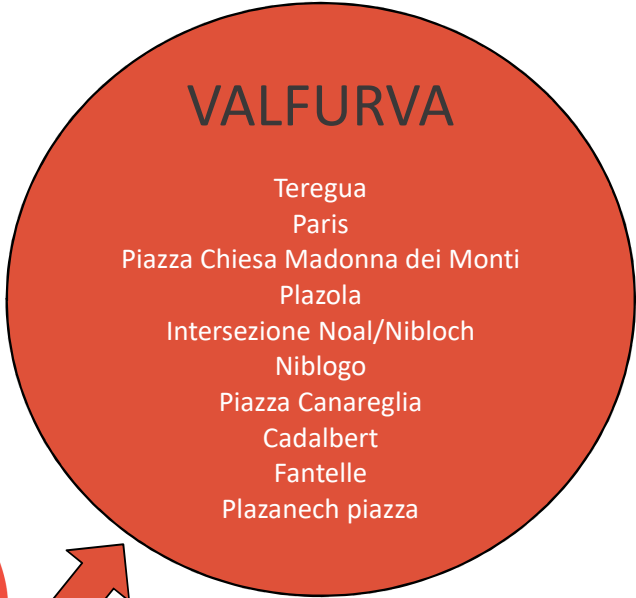 VALFURVA
Teregua
Paris
Piazza Chiesa Madonna dei Monti
Plazola
Intersezione Noal/Nibloch
Niblogo
Piazza Canareglia
Cadalbert
Fantelle
Plazanech piazza